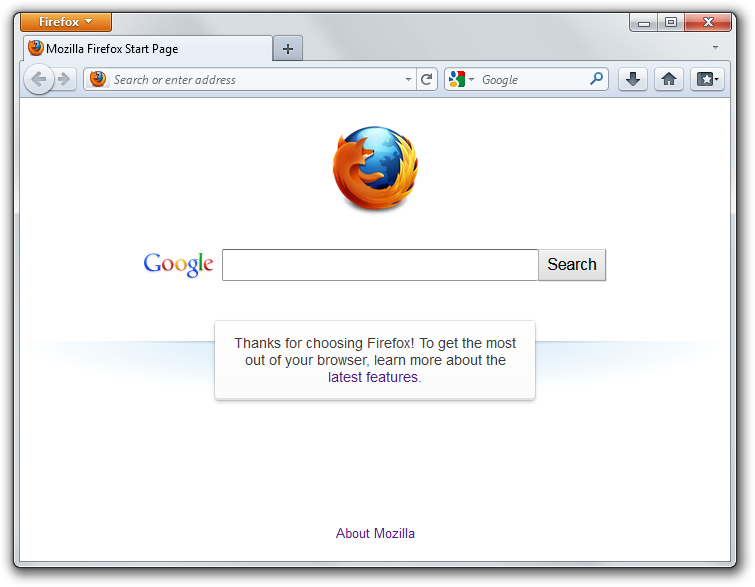 Firefox
Mozilla Firefox Start Page
Search or enter address
Google
Google
Search
Thanks for choosing Firefox! To get the most
out of your browser, learn more about the
latest features.
About Mozilla